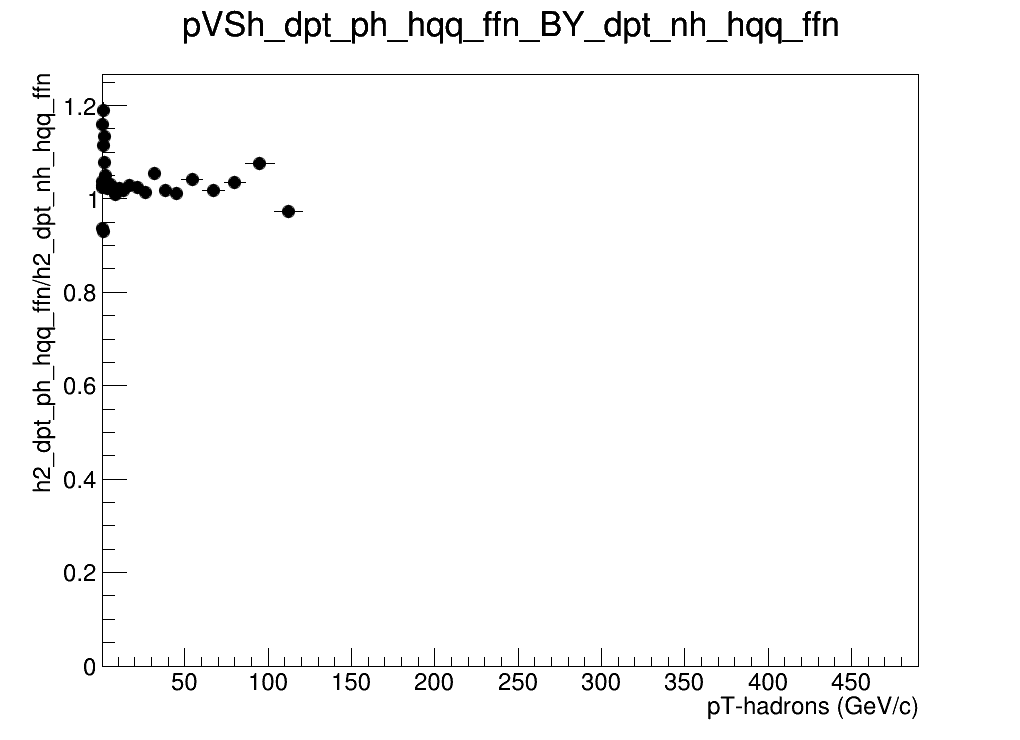 pVSh_dpt_ph_hqq_ffn_BY_dpt_nh_hqq_ffn
h2_dpt_ph_hqq_ffn/h2_dpt_nh_hqq_ffn
1.2
1
0.8
0.6
0.4
0.2
0
50 100 150 200 250 300 350 400 450
pT-hadrons (GeV/c)